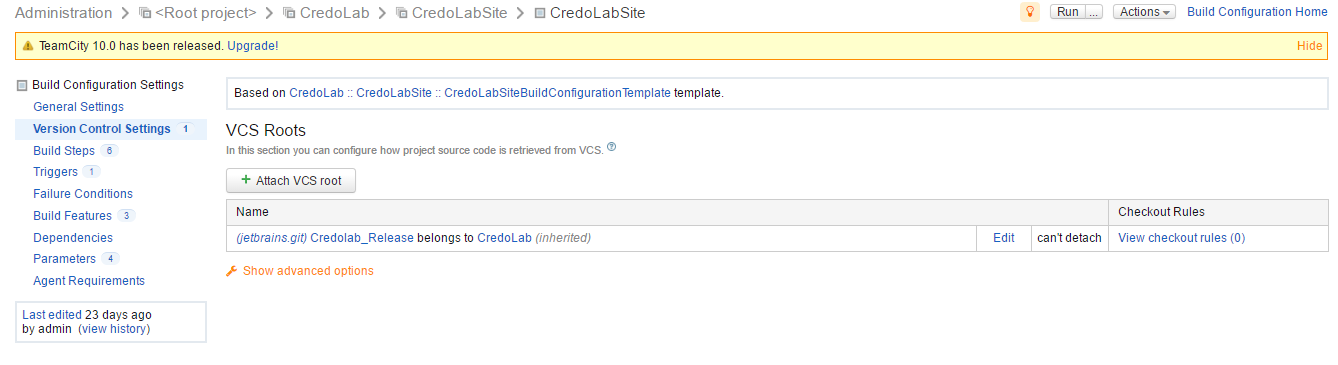 Administration > <Root project> > CredoLab > CredoLabSite > CredoLabSite Run ... Actions Build Configuration Home
TeamCity 10.0 has been released. Upgrade! Hide
Build Configuration Settings
General Settings
Version Control Settings 1
Build Steps 6
Triggers 1
Failure Conditions
Build Features 3
Dependencies
Parameters 4
Agent Requirements
Last edited 23 days ago
by admin (view history)
Based on CredoLab :: CredoLabSite :: CredoLabSiteBuildConfigurationTemplate template.
VCS Roots
In this section you can configure how project source code is retrieved from VCS. ?
+ Attach VCS root
Name Checkout Rules
(jetbrains.git) Credolab_Release belongs to CredoLab (inherited) Edit can't detach View checkout rules (0)
Show advanced options